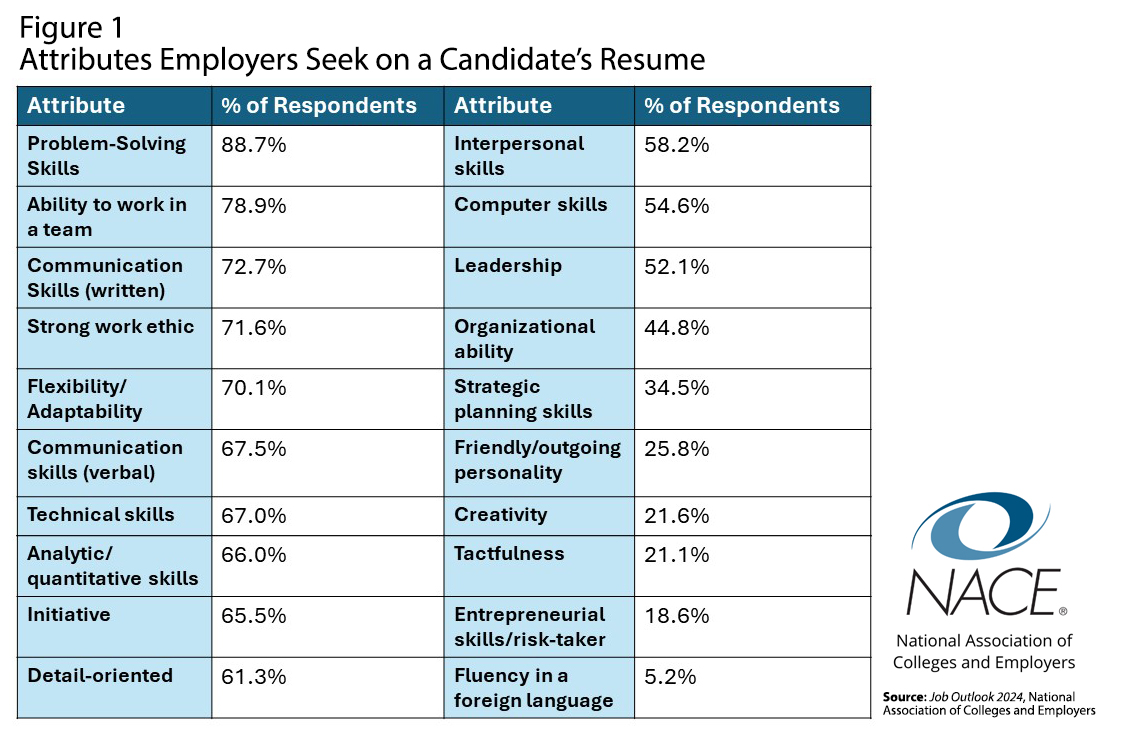 Figure 1
Attributes Employers Seek on a Candidate's Resume
Attribute % of Respondents Attribute % of Respondents
Problem-Solving 88.7% Interpersonal 58.2%
Skills skills
Ability to work in 78.9% Computer skills 54.6%
a team
Communication 72.7% Leadership 52.1%
Skills (written)
Strong work ethic 71.6% Organizational 44.8%
ability
Flexibility/ 70.1% Strategic 34.5%
Adaptability planning skills
Communication 67.5% Friendly/outgoing 25.8%
skills (verbal) personality
Technical skills 67.0% Creativity 21.6%
Analytic/ 66.0% Tactfulness 21.1%
quantitative skills
Initiative 65.5% Entrepreneurial 18.6%
skills/risk-taker
Detail-oriented 61.3% Fluency in a 5.2%
foreign language
NACE®
National Association of
Colleges and Employers
Source: Job Outlook 2024, National
Association of Colleges and Employers